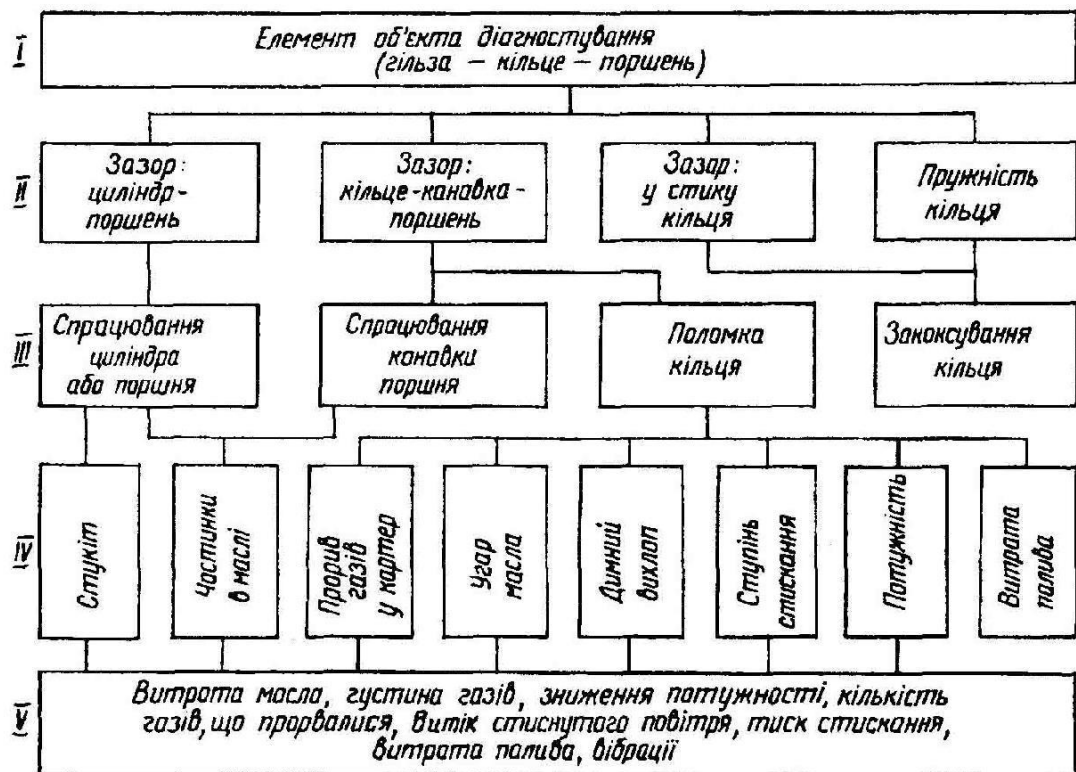 I
Елемент об'єкта діагностування
(гільза – кільце – поршень)
II
Зазор:
циліндр-
поршень
Зазор:
кільце-канавка-
поршень
Зазар:
у стику
кільця
Пружність
кільця
III
Спрацювання
циліндра
або поршня
Спрацювання
канавки
поршня
Поломка
кільця
Закоксування
кільця
IV
Стукіт
Частинки
в маслі
Прорив
газів
у картер
Угар
масла
Димний
вихлоп
Ступінь
стискання
Потужність
Витрата
палива
V
Витрата масла, густина газів, зниження потужності, кількість
газів, що прорвалися, Витік стиснутого повітря, тиск стискання,
витрата палива, вібрації